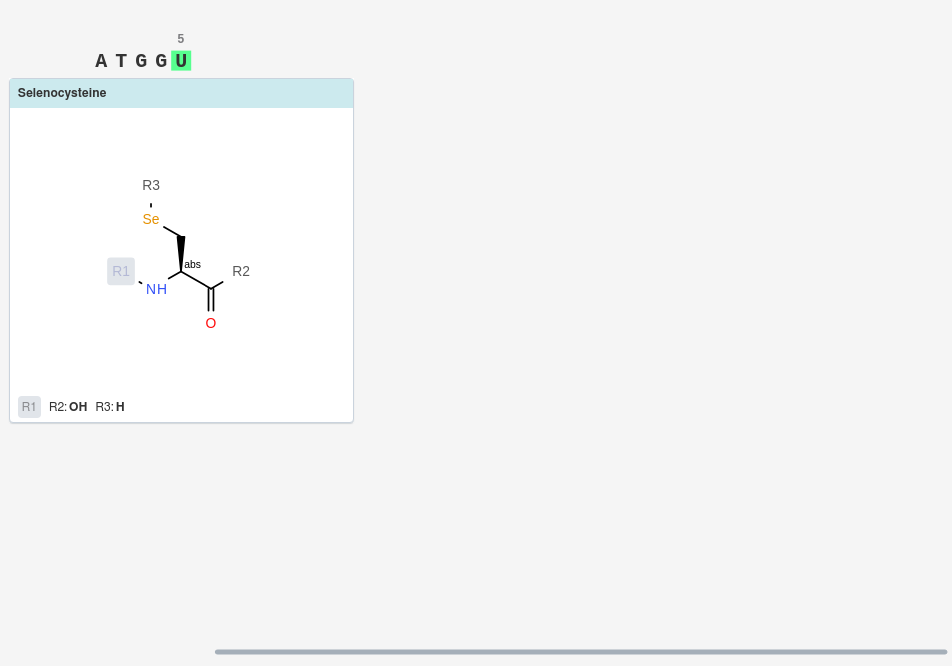 5
A T G G U
Selenocysteine
R3
Se
abs
R1
R2
NH
O
R1 R2: OH R3: H